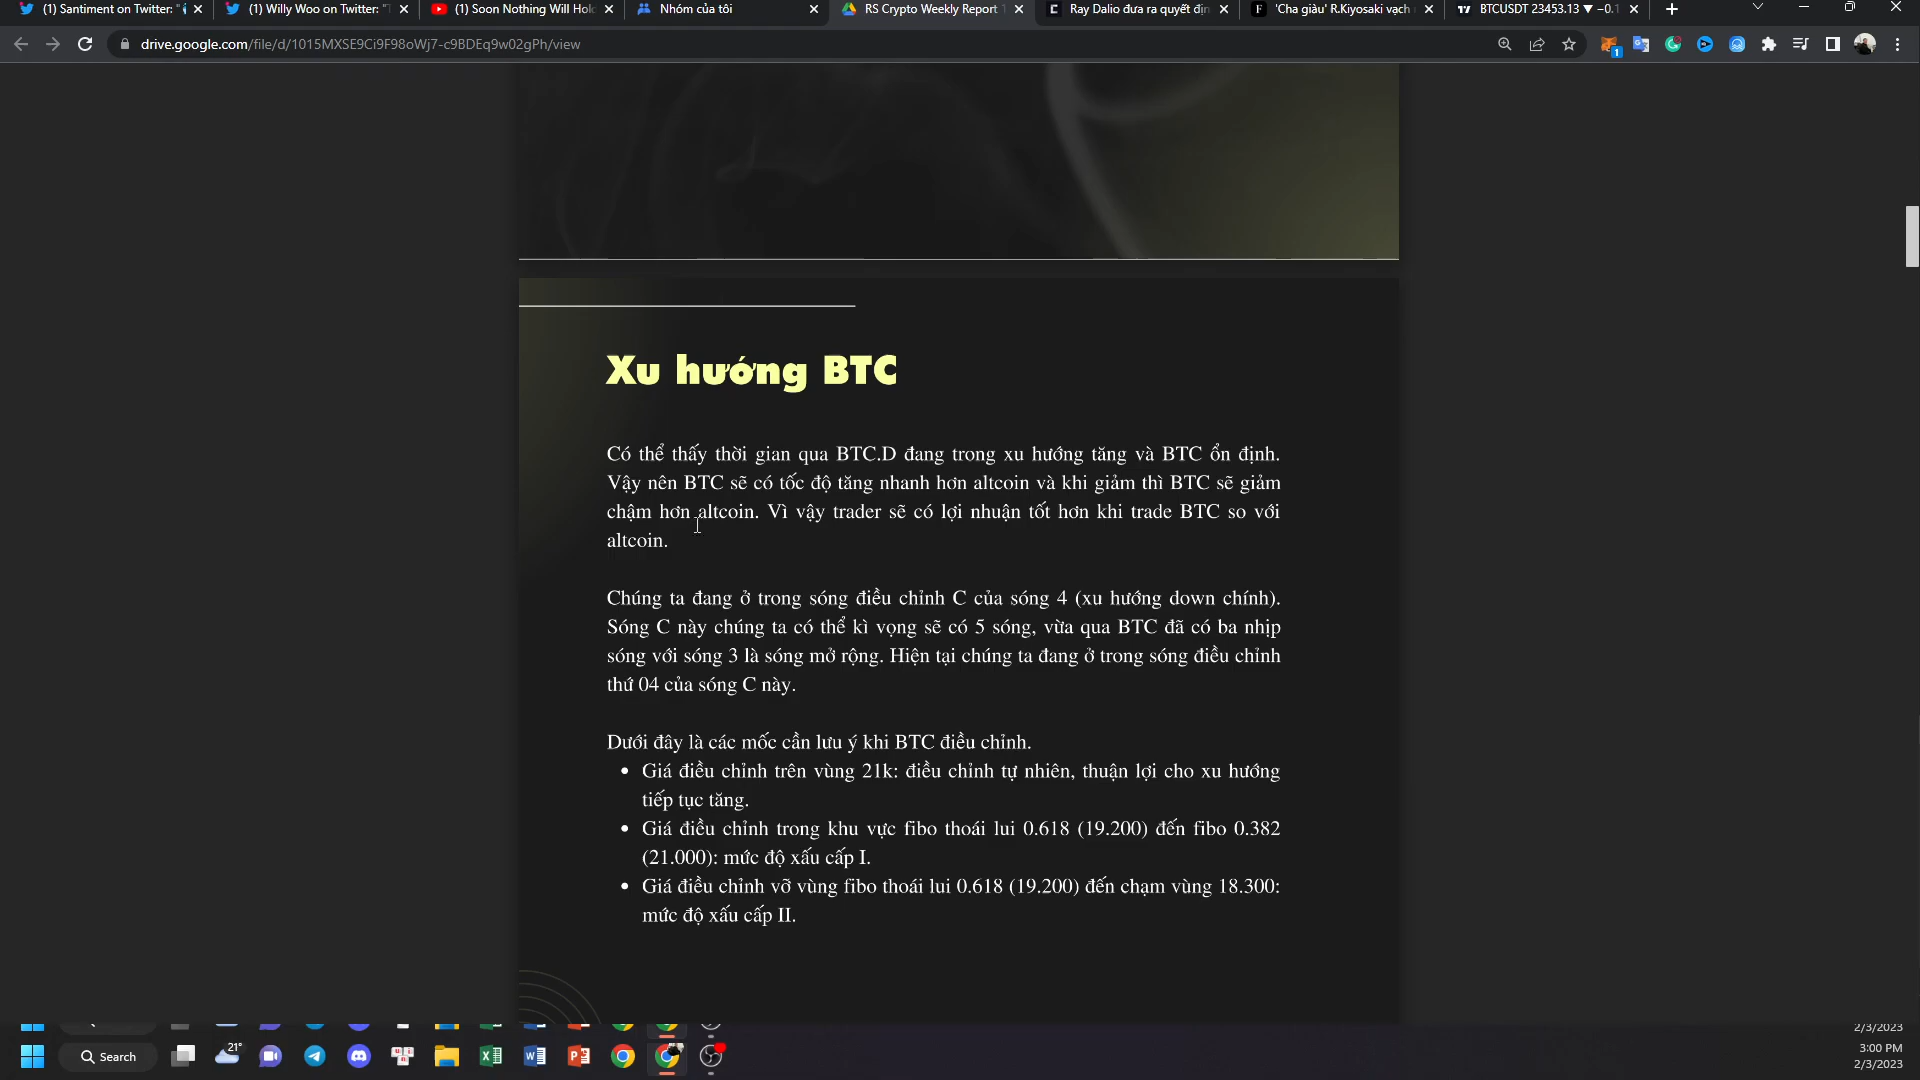 (1) Santiment on Twitter: "
(1) Willy Woo on Twitter: "
(1) Soon Nothing Will Hol
Nhóm của tôi
RS Crypto Weekly Report
Ray Dalio đưa ra quyết địn
'Cha giàu' R.Kiyosaki vạch
BTCUSDT 23453.13 ▼ −0.1
drive.google.com/file/d/1015MXSE9Ci9F98oWj7-c9BDEq9w02gPh/view
1
Xu hướng BTC
Có thể thấy thời gian qua BTC.D đang trong xu hướng tăng và BTC ổn định.
Vậy nên BTC sẽ có tốc độ tăng nhanh hơn altcoin và khi giảm thì BTC sẽ giảm
chậm hơn altcoin. Vì vậy trader sẽ có lợi nhuận tốt hơn khi trade BTC so với
altcoin.
Chúng ta đang ở trong sóng điều chỉnh C của sóng 4 (xu hướng down chính).
Sóng C này chúng ta có thể kì vọng sẽ có 5 sóng, vừa qua BTC đã có ba nhịp
sóng với sóng 3 là sóng mở rộng. Hiện tại chúng ta đang ở trong sóng điều chỉnh
thứ 04 của sóng C này.
Dưới đây là các mốc cần lưu ý khi BTC điều chỉnh.
• Giá điều chỉnh trên vùng 21k: điều chỉnh tự nhiên, thuận lợi cho xu hướng
tiếp tục tăng.
• Giá điều chỉnh trong khu vực fibo thoái lui 0.618 (19.200) đến fibo 0.382
(21.000): mức độ xấu cấp I.
• Giá điều chỉnh vỡ vùng fibo thoái lui 0.618 (19.200) đến chạm vùng 18.300:
mức độ xấu cấp II.
2/3/2023
21°
Search
3:00 PM
2/3/2023